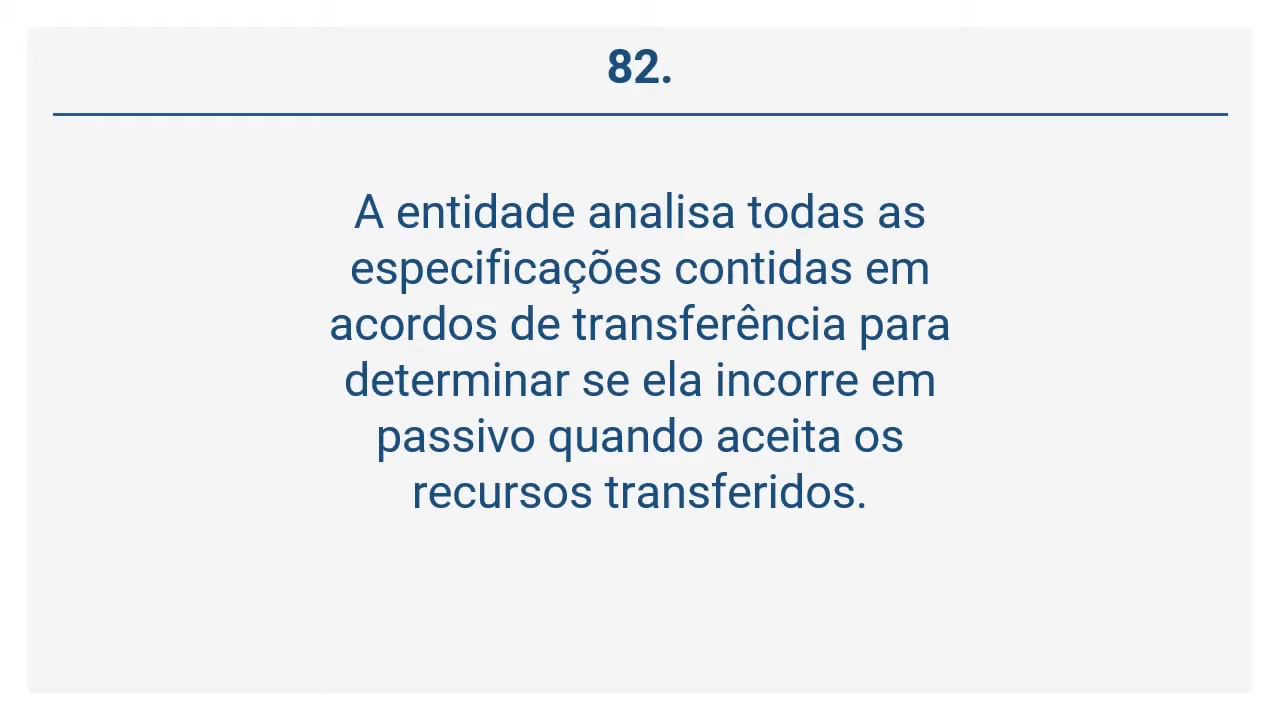 82.
A entidade analisa todas as
especificações contidas em
acordos de transferência para
determinar se ela incorre em
passivo quando aceita os
recursos transferidos.